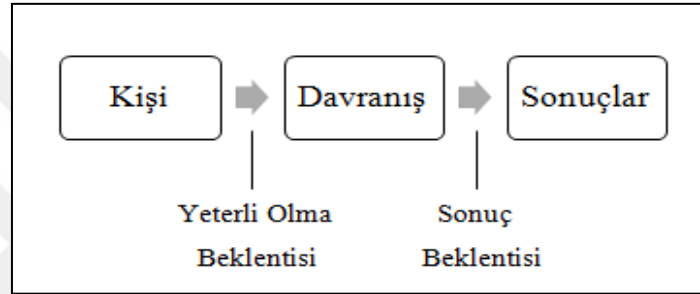 Kişi
Davranış
Sonuçlar
Yeterli Olma
Beklentisi
Sonuç
Beklentisi